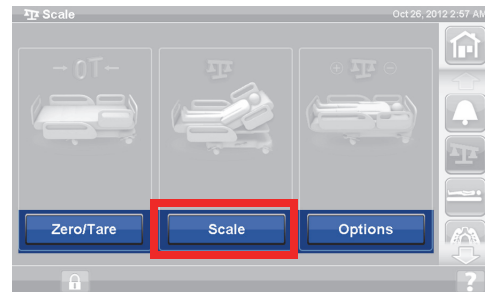 Scale Oct 26, 2012 2:57 AM
→0T←
Zero/Tare Scale Options
?